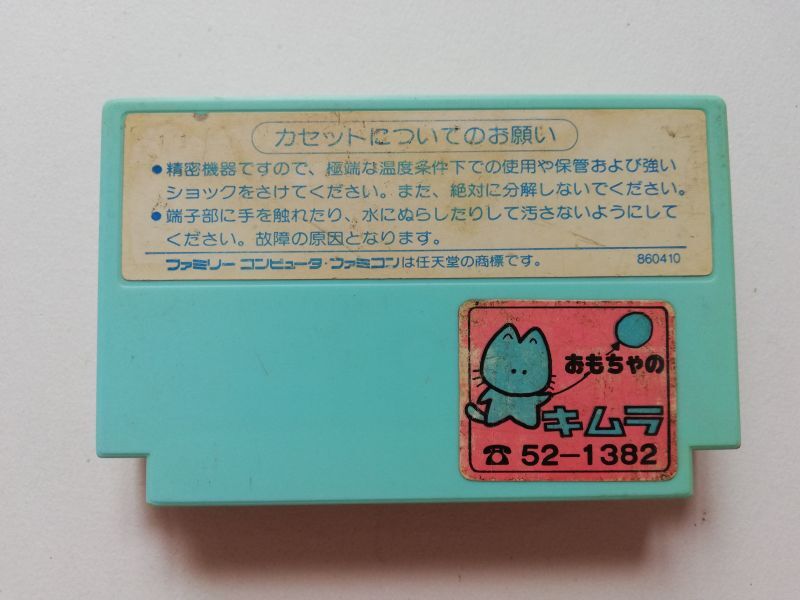 カセットについてのお願い
●精密機器ですので、極端な温度条件下での使用や保管および強い
ショックをさけてください。また、絶対に分解しないでください。
●端子部に手を触れたり、水にぬらしたりして汚さないようにして
ください。故障の原因となります。
ファミリーコンピュータ・ファミコンは任天堂の商標です。 860410
おもちゃの
キムラ
☎52-1382